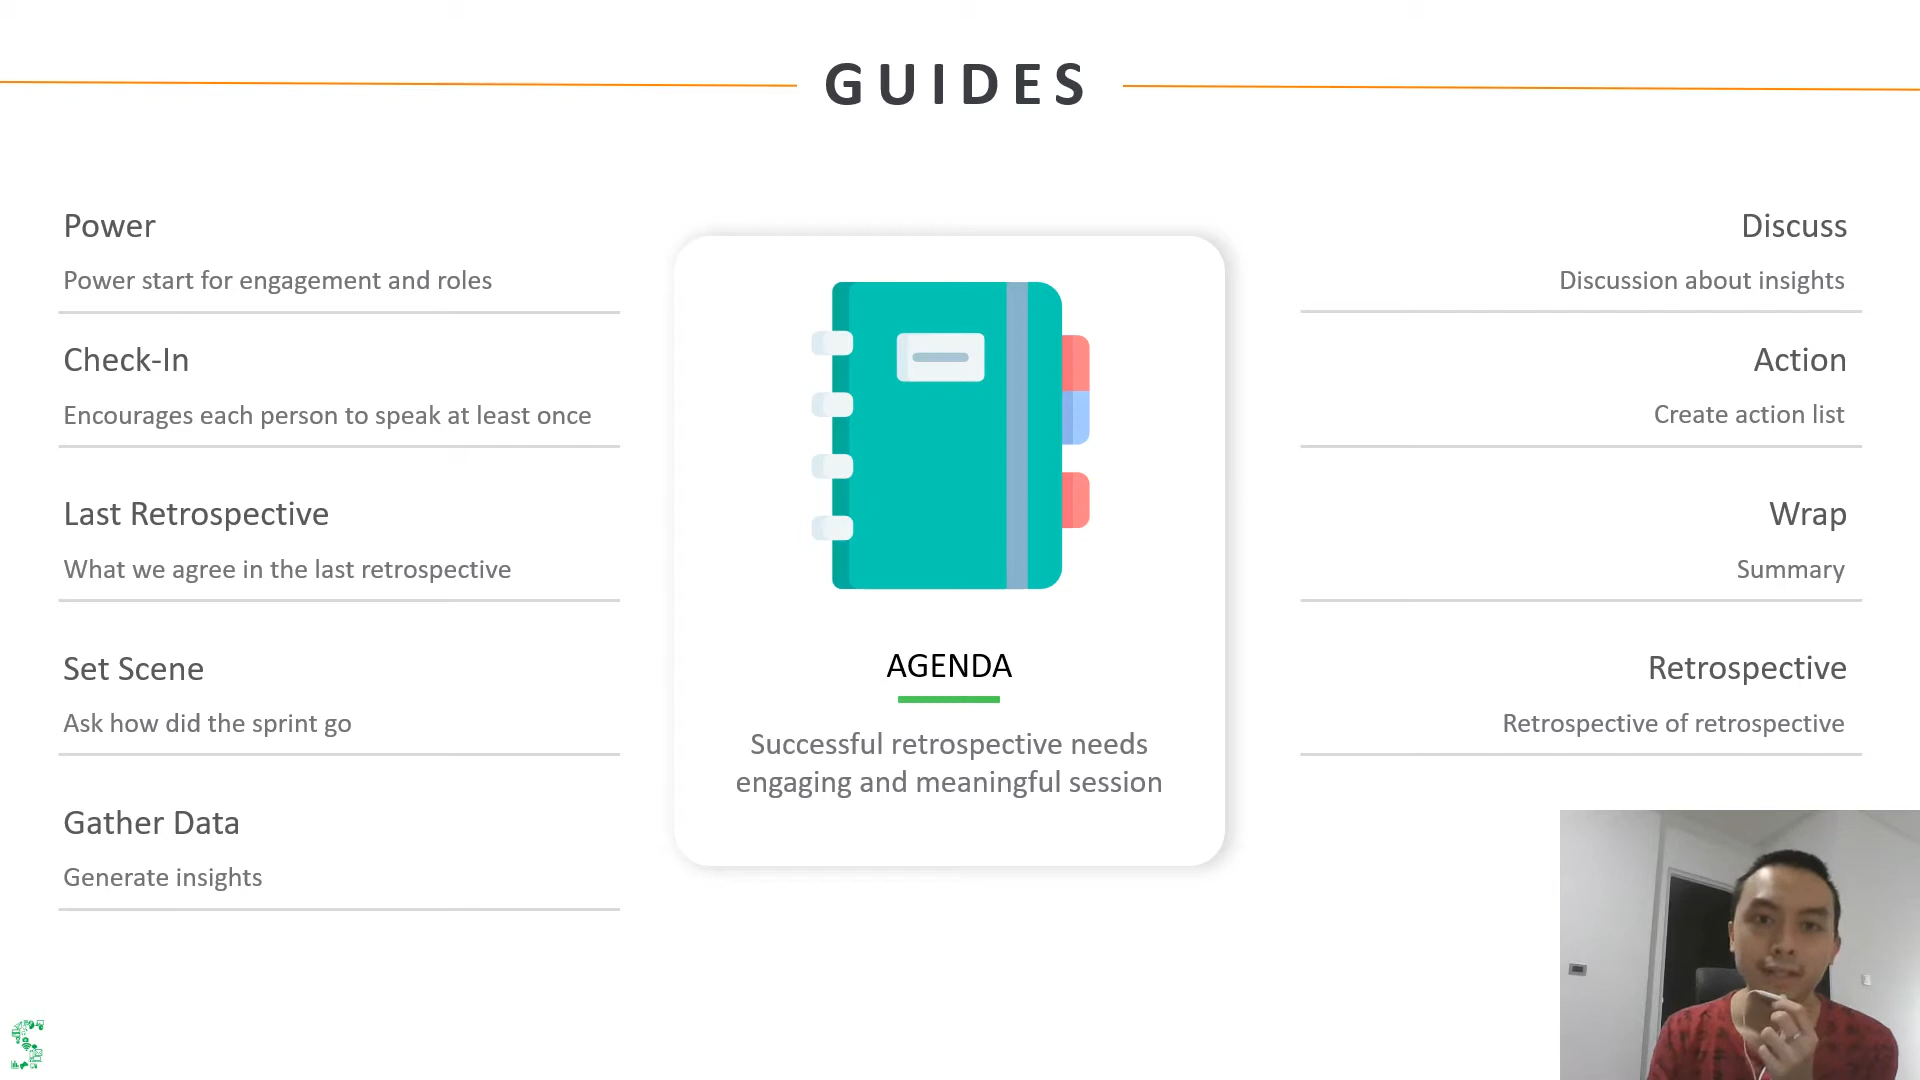 GUIDES
Power
Power start for engagement and roles
Check-In
Encourages each person to speak at least once
Last Retrospective
What we agree in the last retrospective
Set Scene
Ask how did the sprint go
Gather Data
Generate insights
AGENDA
Successful retrospective needs
engaging and meaningful session
Discuss
Discussion about insights
Action
Create action list
Wrap
Summary
Retrospective
Retrospective of retrospective